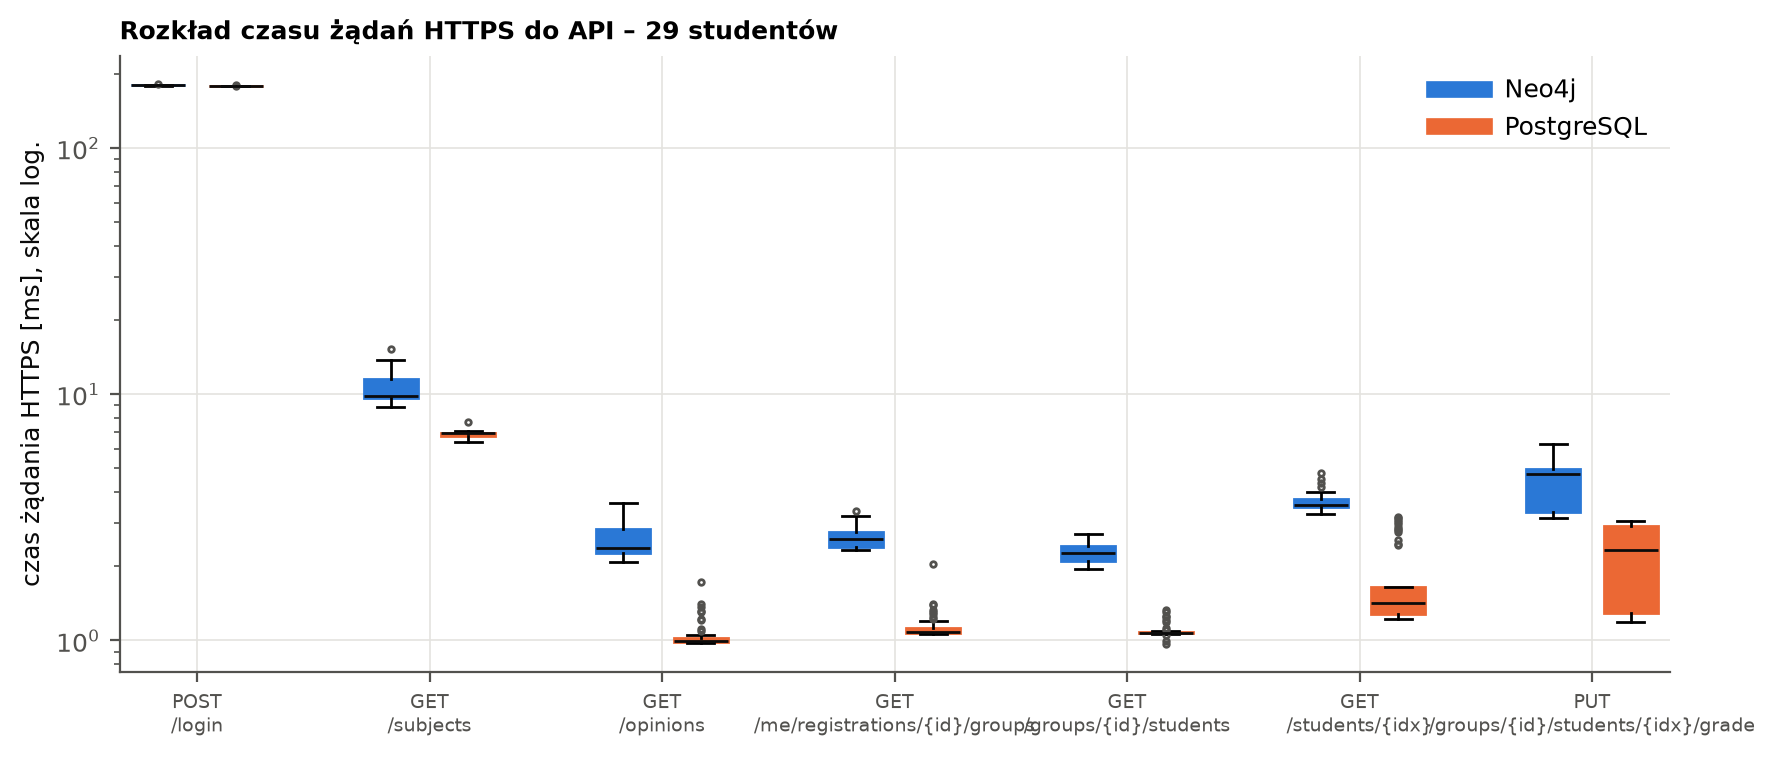 Rozkład czasu żądań HTTPS do API – 29 studentów
Neo4j
PostgreSQL
czas żądania HTTPS [ms], skala log.
10²
10¹
10⁰
POST
/login
GET
/subjects
GET
/opinions
GET
/me/registrations/{id}/groups
GET
/groups/{id}/students
GET
/students/{idx}
PUT
/groups/{id}/students/{idx}/grade